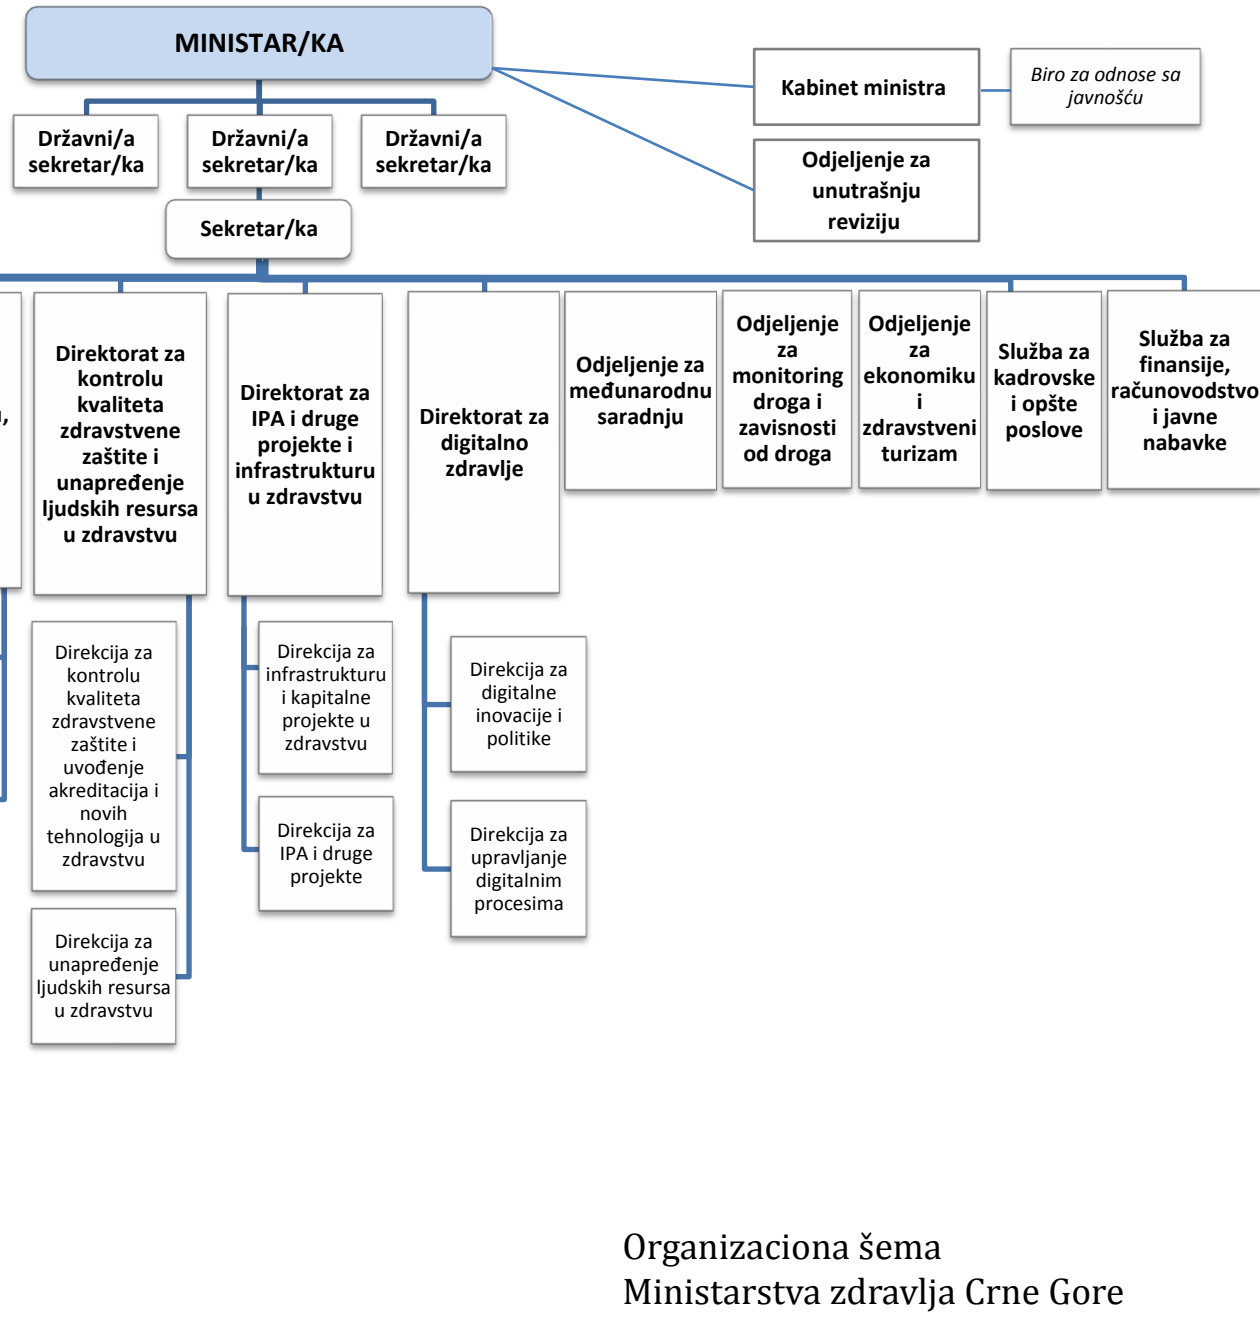 MINISTAR/KA
Kabinet ministra
Biro za odnose sa
javnošću
Državni/a
sekretar/ka
Državni/a
sekretar/ka
Državni/a
sekretar/ka
Odjeljenje za
unutrašnju
reviziju
Sekretar/ka
Direktorat za
kontrolu
kvaliteta
zdravstvene
zaštite i
unapređenje
ljudskih resursa
u zdravstvu
Direktorat za
IPA i druge
projekte i
infrastrukturu
u zdravstvu
Direktorat za
digitalno
zdravlje
Odjeljenje za
međunarodnu
saradnju
Odjeljenje
za
monitoring
droga i
zavisnosti
od droga
Odjeljenje
za
ekonomiku
i
zdravstveni
turizam
Služba za
kadrovske
i opšte
poslove
Služba za
finansije,
računovodstvo
i javne
nabavke
Direkcija za
kontrolu
kvaliteta
zdravstvene
zaštite i
uvođenje
akreditacija i
novih
tehnologija u
zdravstvu
Direkcija za
unapređenje
ljudskih resursa
u zdravstvu
Direkcija za
infrastrukturu
i kapitalne
projekte u
zdravstvu
Direkcija za
IPA i druge
projekte
Direkcija za
digitalne
inovacije i
politike
Direkcija za
upravljanje
digitalnim
procesima
Organizaciona šema
Ministarstva zdravlja Crne Gore